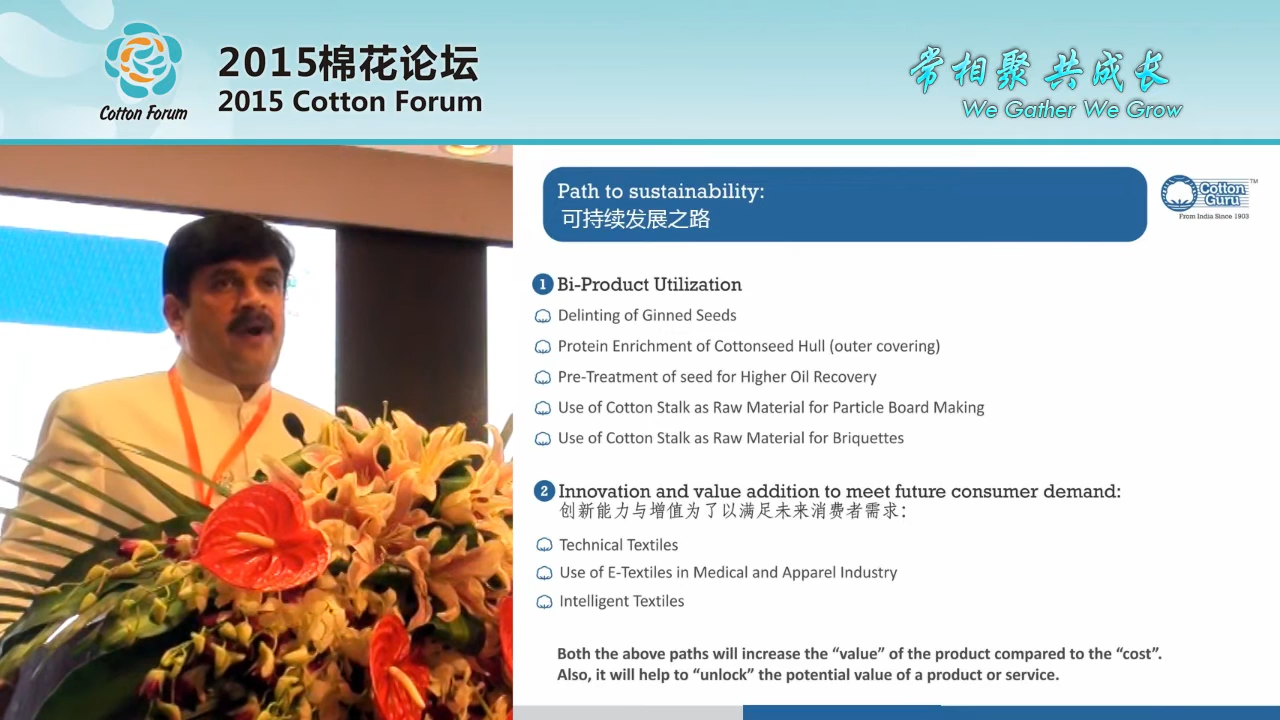 2015棉花论坛
2015 Cotton Forum
Cotton Forum
常相聚 共成长
We Gather We Grow
Path to sustainability:
可持续发展之路
Cotton
Guru
TM
From India Since 1903
1 Bi-Product Utilization
Delinting of Ginned Seeds
Protein Enrichment of Cottonseed Hull (outer covering)
Pre-Treatment of seed for Higher Oil Recovery
Use of Cotton Stalk as Raw Material for Particle Board Making
Use of Cotton Stalk as Raw Material for Briquettes
2 Innovation and value addition to meet future consumer demand:
创新能力与增值为了以满足未来消费者需求:
Technical Textiles
Use of E-Textiles in Medical and Apparel Industry
Intelligent Textiles
Both the above paths will increase the “value” of the product compared to the “cost”.
Also, it will help to “unlock” the potential value of a product or service.